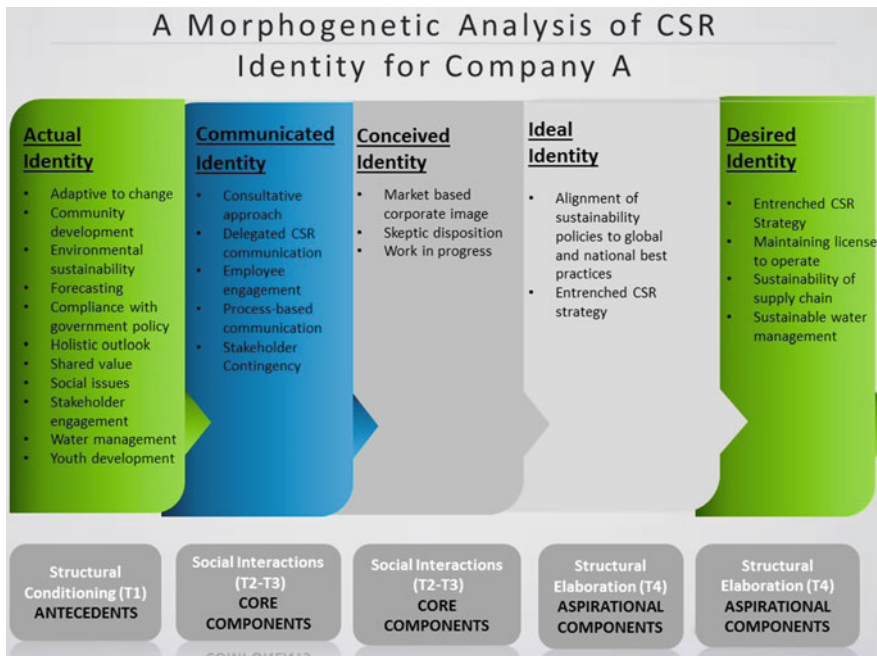 A Morphogenetic Analysis of CSR
Identity for Company A
Actual
Identity
• Adaptive to change
• Community
development
• Environmental
sustainability
• Forecasting
• Compliance with
government policy
• Holistic outlook
• Shared value
• Social issues
• Stakeholder
engagement
• Water management
• Youth development
Communicated
Identity
• Consultative
approach
• Delegated CSR
communication
• Employee
engagement
• Process-based
communication
• Stakeholder
Contingency
Conceived
Identity
• Market based
corporate image
• Skeptic disposition
• Work in progress
Ideal
Identity
• Alignment of
sustainability
policies to global
and national best
practices
• Entrenched CSR
strategy
Desired
Identity
• Entrenched CSR
Strategy
• Maintaining license
to operate
• Sustainability of
supply chain
• Sustainable water
management
Structural
Conditioning (T1)
ANTECEDENTS
Social Interactions
(T2-T3)
CORE
COMPONENTS
Social Interactions
(T2-T3)
CORE
COMPONENTS
Structural
Elaboration (T4)
ASPIRATIONAL
COMPONENTS
Structural
Elaboration (T4)
ASPIRATIONAL
COMPONENTS